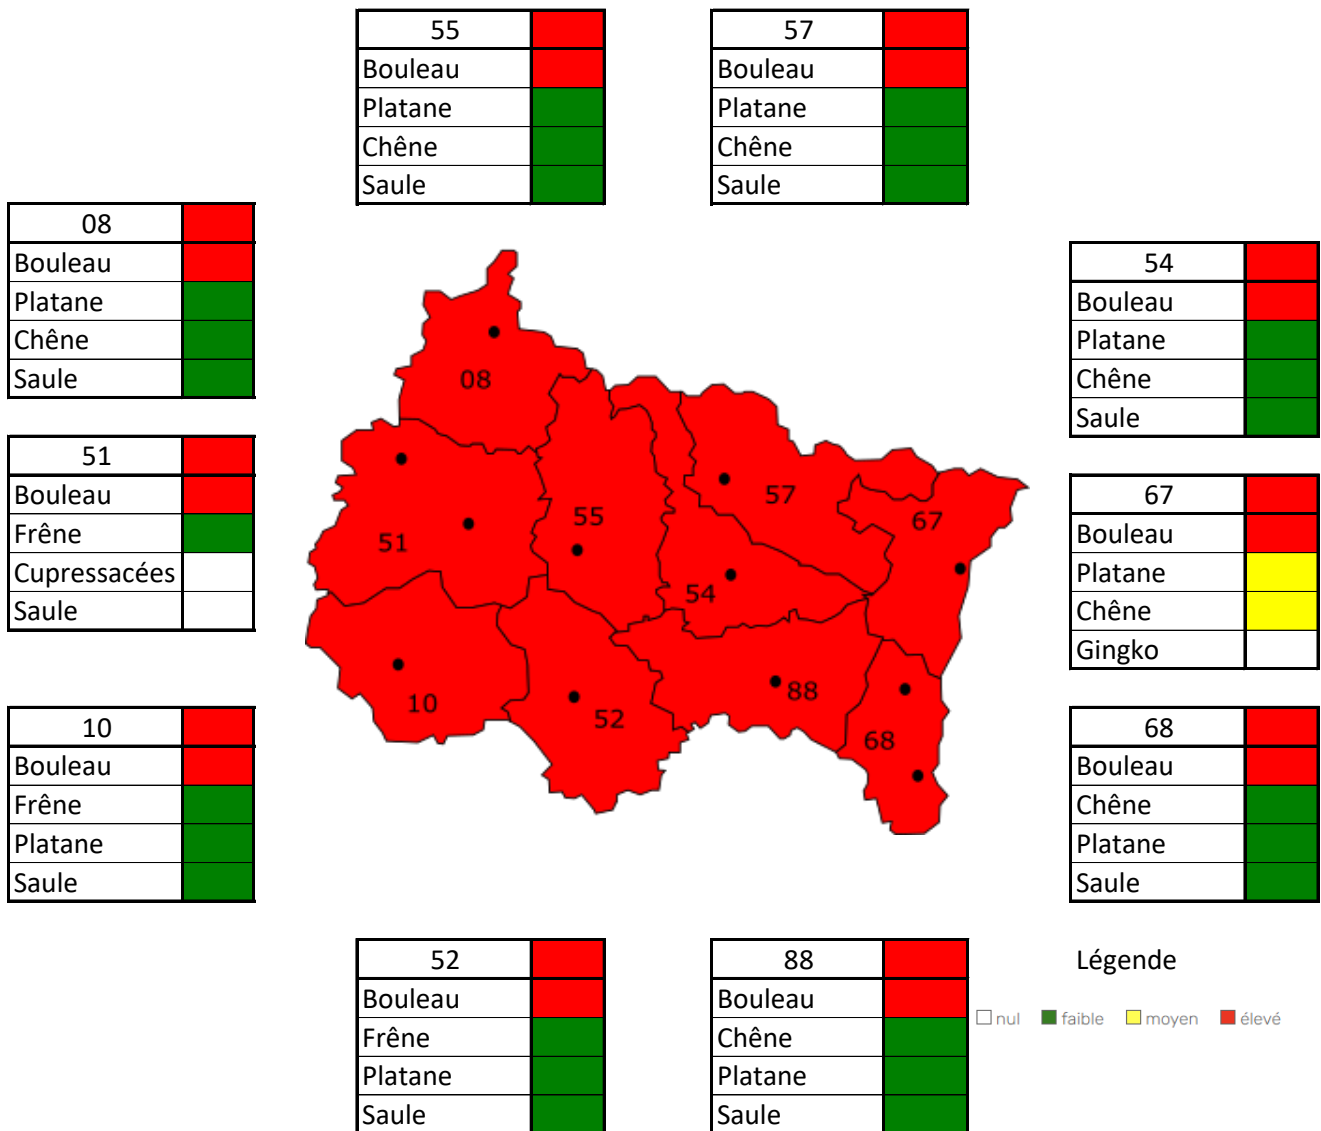 55
Bouleau
Platane
Chêne
Saule
57
Bouleau
Platane
Chêne
Saule
08
Bouleau
Platane
Chêne
Saule
54
Bouleau
Platane
Chêne
Saule
51
Bouleau
Frêne
Cupressacées
Saule
67
Bouleau
Platane
Chêne
Gingko
08
57
55
67
51
54
88
10
52
68
10
Bouleau
Frêne
Platane
Saule
68
Bouleau
Chêne
Platane
Saule
52
Bouleau
Frêne
Platane
Saule
88
Bouleau
Chêne
Platane
Saule
Légende
nul faible moyen élevé